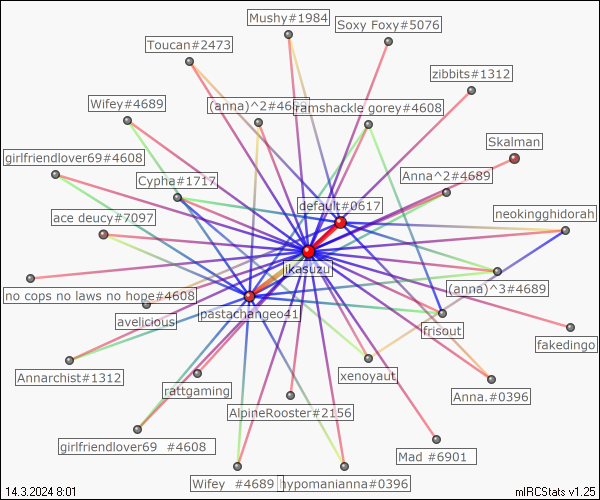 Mushy#1984
Soxy Foxy#5076
Toucan#2473
zibbits#1312
Wifey#4689
(anna)^2#4689
ramshackle gorey#4608
Skalman
girlfriendlover69#4608
Cypha#1717
Anna^2#4689
default#0617
ace deucy#7097
neokingghidorah
ikasuzu
no cops no laws no hope#4608
(anna)^3#4689
avelicious
pastachangeo41
frisout
fakedingo
Annarchist#1312
rattgaming
xenoyaut
Anna.#0396
AlpineRooster#2156
girlfriendlover69 #4608
Mad #6901
Wifey #4689
hypomanianna#0396
14.3.2024 8:01
mIRCStats v1.25